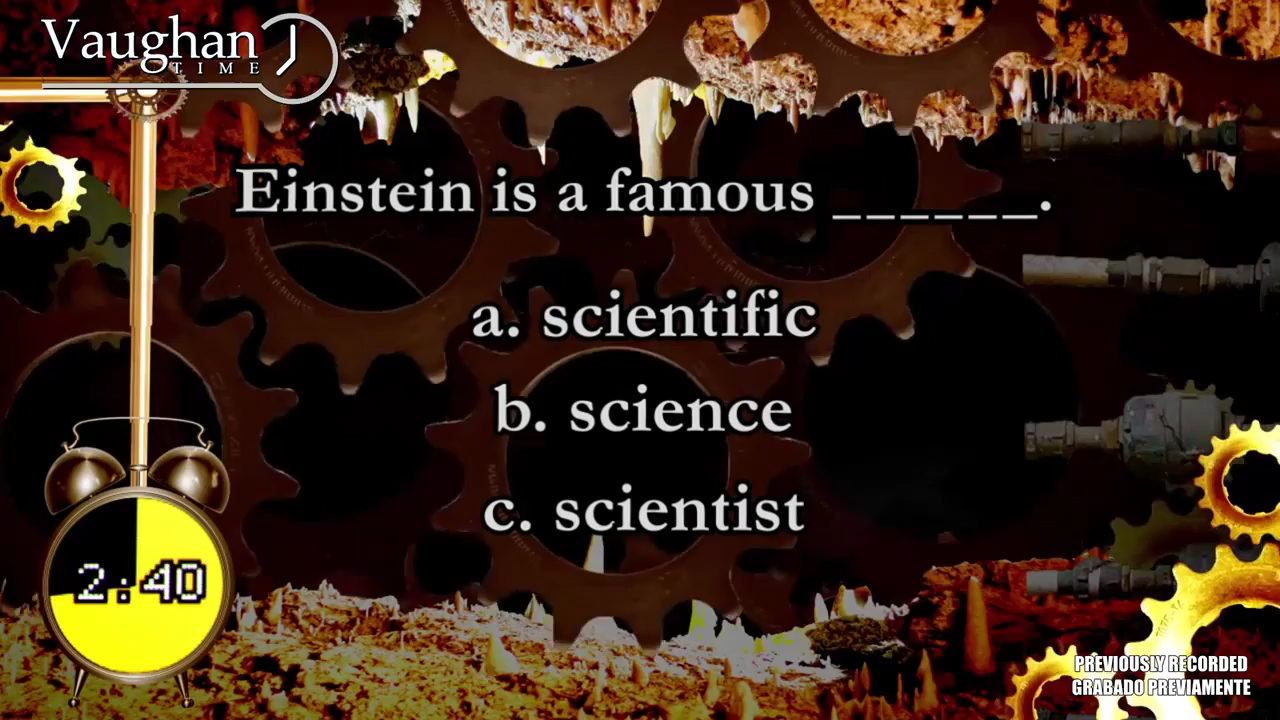 Vaughan
TIME
Einstein is a famous ______.
a. scientific
b. science
c. scientist
2:40
PREVIOUSLY RECORDED
GRABADO PREVIAMENTE